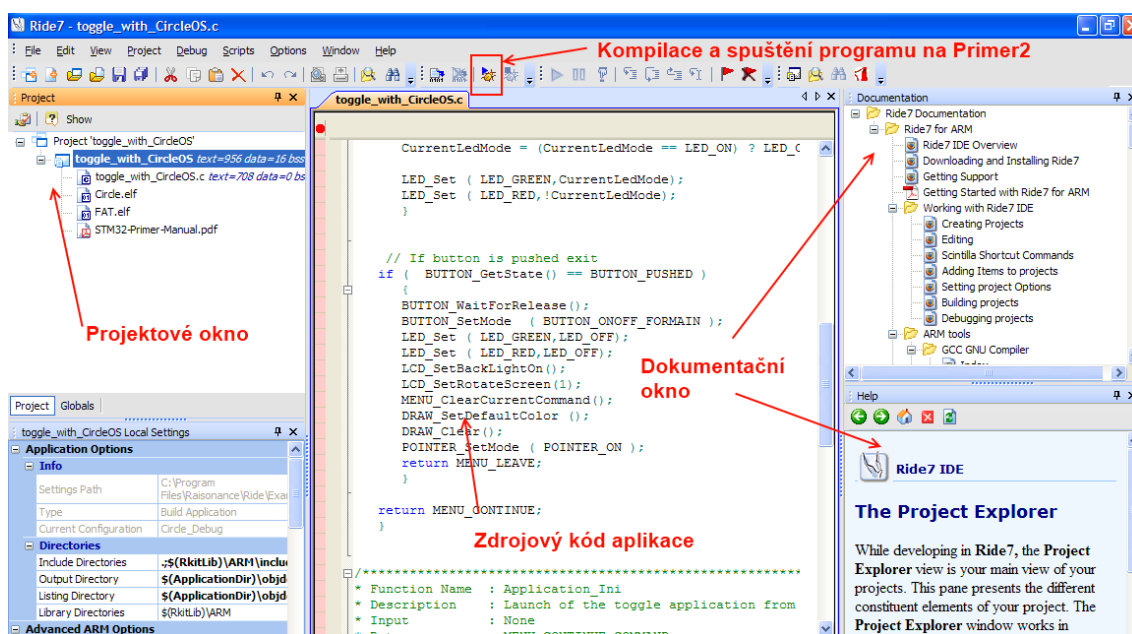 Ride7 - toggle_with_CircleOS.c
File Edit View Project Debug Scripts Options Window Help
Kompilace a spuštění programu na Primer2
Project
Show
Project 'toggle_with_CircleOS'
toggle_with_CircleOS text=956 data=16 bss
toggle_with_CircleOS.c text=708 data=0 bs
Circle.elf
FAT.elf
STM32-Primer-Manual.pdf
Projektové okno
Project Globals
toggle_with_CircleOS Local Settings
Application Options
Info
Settings Path C:\Program Files\Raisonance\Ride\Exa
Type Build Application
Current Configuration Circle_Debug
Directories
Include Directories .;$(RkitLib)\ARM\inclu
Output Directory $(ApplicationDir)\objd
Listing Directory $(ApplicationDir)\objd
Library Directories $(RkitLib)\ARM
Advanced ARM Options
toggle_with_CircleOS.c
CurrentLedMode = (CurrentLedMode == LED_ON) ? LED_C
LED_Set ( LED_GREEN,CurrentLedMode);
LED_Set ( LED_RED,!CurrentLedMode);
}
// If button is pushed exit
if ( BUTTON_GetState() == BUTTON_PUSHED )
{
BUTTON_WaitForRelease();
BUTTON_SetMode ( BUTTON_ONOFF_FORMAIN );
LED_Set ( LED_GREEN,LED_OFF);
LED_Set ( LED_RED,LED_OFF);
LCD_SetBackLightOn();
LCD_SetRotateScreen(1);
MENU_ClearCurrentCommand();
DRAW_SetDefaultColor ();
DRAW_Clear();
POINTER_SetMode ( POINTER_ON );
return MENU_LEAVE;
}
return MENU_CONTINUE;
}
Zdrojový kód aplikace
/*******************************************************
* Function Name : Application_Ini
* Description : Launch of the toggle application from
* Input : None
Documentation
Ride7 Documentation
Ride7 for ARM
Ride7 IDE Overview
Downloading and Installing Ride7
Getting Support
Getting Started with Ride7 for ARM
Working with Ride7 IDE
Creating Projects
Editing
Scintilla Shortcut Commands
Adding Items to projects
Setting project Options
Building projects
Debugging projects
ARM tools
GCC GNU Compiler
Index
Dokumentační
okno
Help
Ride7 IDE
The Project Explorer
While developing in Ride7, the Project
Explorer view is your main view of your
projects. This pane presents the different
constituent elements of your project. The
Project Explorer window works in